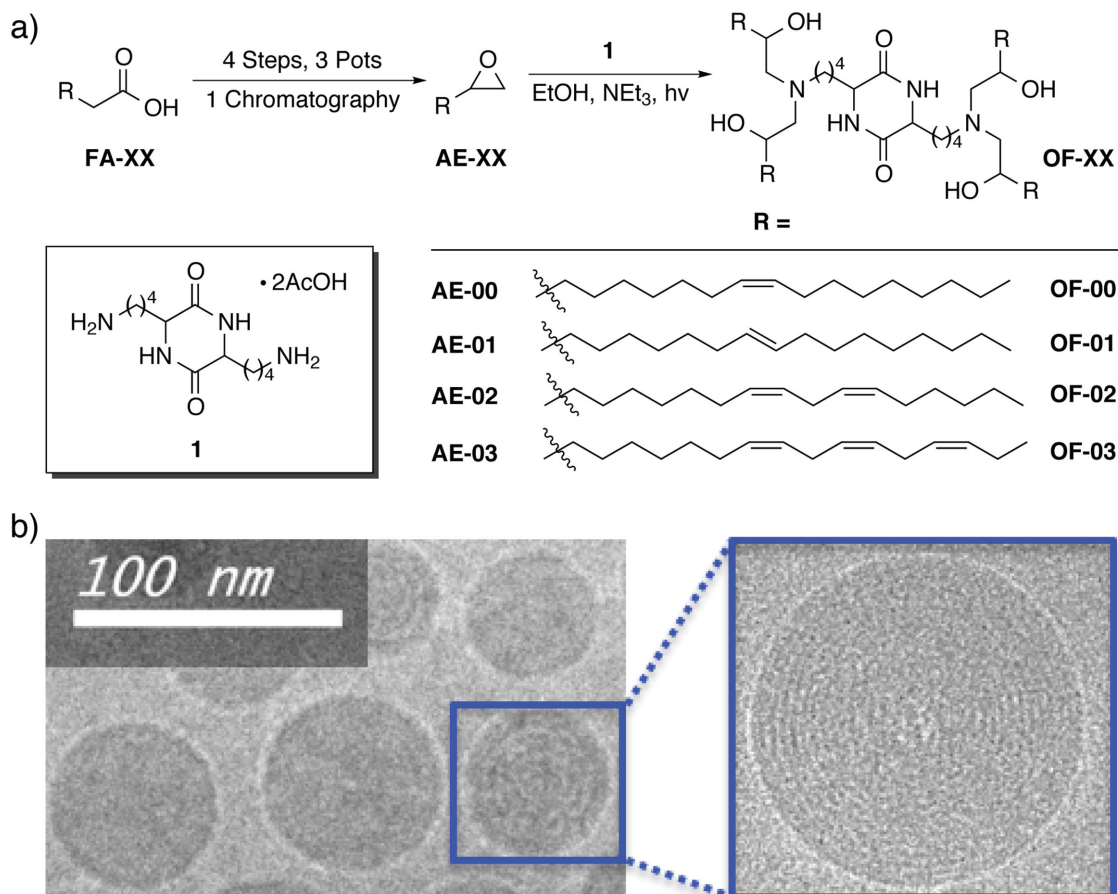 a)
R
O
OH
FA-XX
4 Steps, 3 Pots
1 Chromatography
O
R
AE-XX
1
EtOH, NEt3, hv
R
OH
N
HO
R
( )4
O
NH
HN
O
( )4
N
R
OH
HO
R
OF-XX
R =
H2N
( )4
O
NH
HN
O
( )4
NH2
• 2AcOH
1
AE-00
OF-00
AE-01
OF-01
AE-02
OF-02
AE-03
OF-03
b)
100 nm